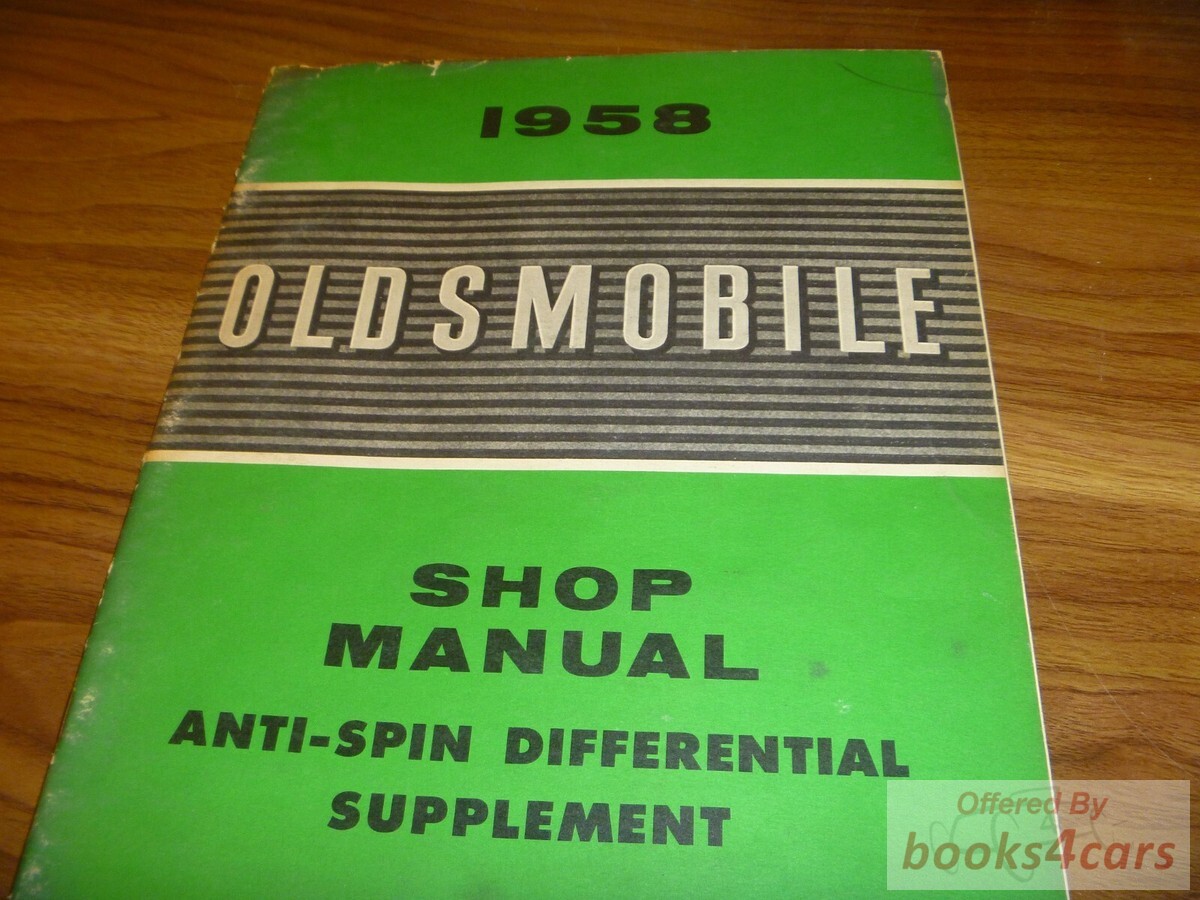 1958
OLDSMOBILE
SHOP
MANUAL
ANTI-SPIN DIFFERENTIAL
SUPPLEMENT
Offered By
books4cars